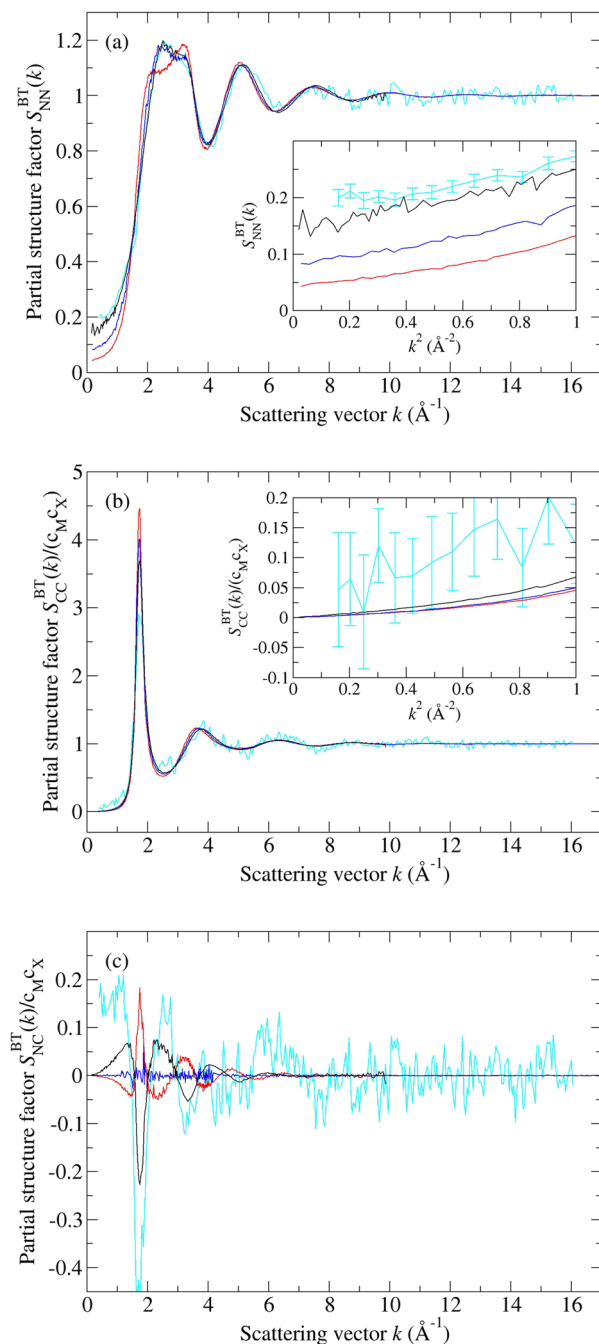 (a)
Partial structure factor S_NN^BT(k)
1.2
1.0
0.8
0.6
0.4
0.2
0
0 2 4 6 8 10 12 14 16
Scattering vector k (Å⁻¹)
S_NN^BT(k)
0.2
0.1
0
0 0.2 0.4 0.6 0.8 1
k² (Å⁻²)
(b)
Partial structure factor S_CC^BT(k)/(c_M c_X)
5
4
3
2
1
0
0 2 4 6 8 10 12 14 16
Scattering vector k (Å⁻¹)
S_CC^BT(k)/(c_M c_X)
0.2
0.15
0.1
0.05
0
-0.05
-0.1
0 0.2 0.4 0.6 0.8 1
k² (Å⁻²)
(c)
Partial structure factor S_NC^BT(k)/c_M c_X
0.2
0.1
0
-0.1
-0.2
-0.3
-0.4
0 2 4 6 8 10 12 14 16
Scattering vector k (Å⁻¹)